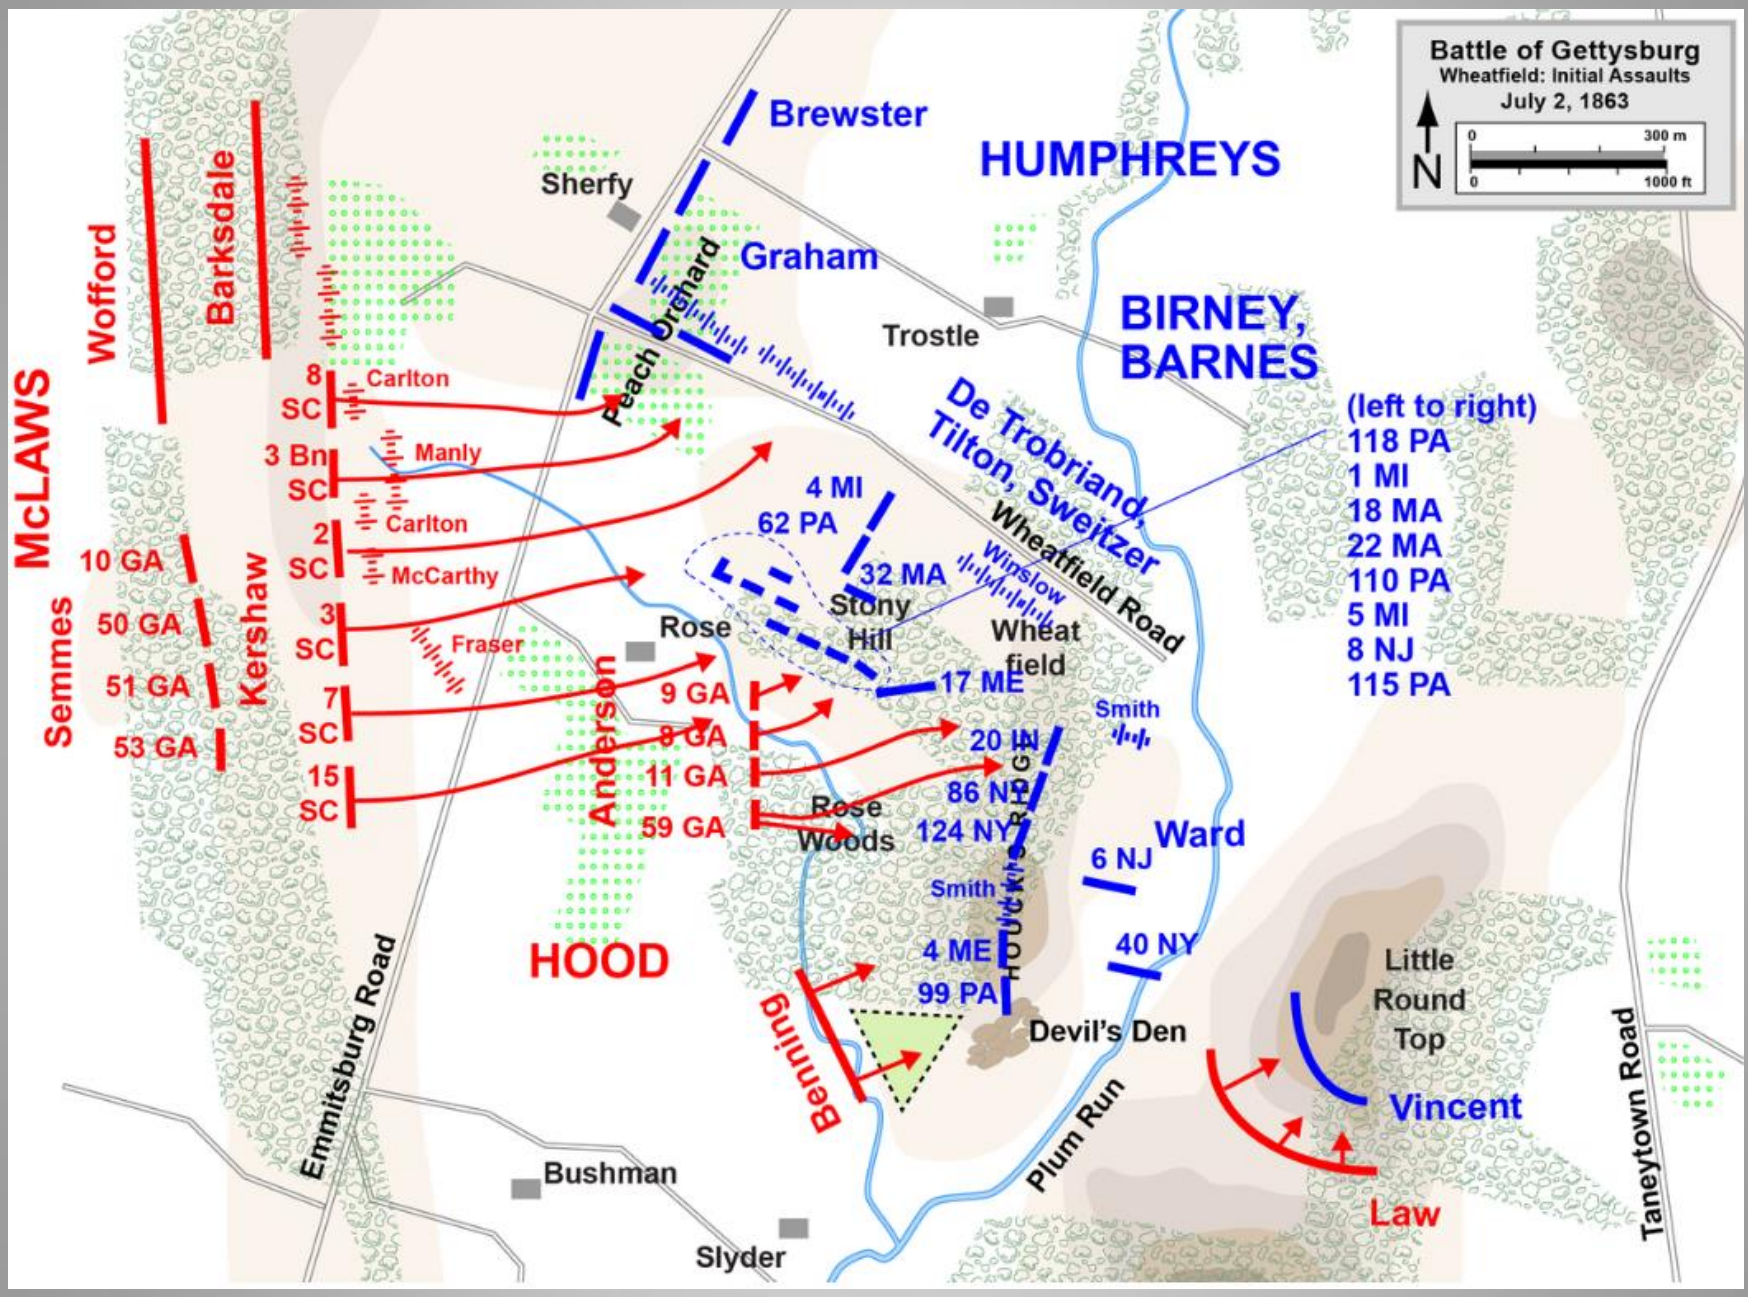 Battle of Gettysburg
Wheatfield: Initial Assaults
July 2, 1863
0
300 m
N
0
1000 ft
Brewster
HUMPHREYS
Sherfy
Graham
Peach Orchard
Trostle
BIRNEY,
BARNES
Wofford
Barksdale
McLAWS
8
SC
Carlton
3 Bn
SC
Manly
2
SC
Carlton
McCarthy
3
SC
Fraser
7
SC
15
SC
Kershaw
Semmes
10 GA
50 GA
51 GA
53 GA
De Trobriand,
Tilton, Sweitzer
(left to right)
118 PA
1 MI
18 MA
22 MA
110 PA
5 MI
8 NJ
115 PA
4 MI
62 PA
32 MA
Stony
Hill
Winslow
Wheatfield Road
Wheat
field
Rose
17 ME
Anderson
9 GA
8 GA
11 GA
59 GA
Rose
Woods
20 IN
86 NY
124 NY
Smith
HOUCK'S RIDGE
Smith
Ward
6 NJ
40 NY
4 ME
99 PA
HOOD
Benning
Devil's Den
Little
Round
Top
Vincent
Law
Plum Run
Taneytown Road
Emmitsburg Road
Bushman
Slyder